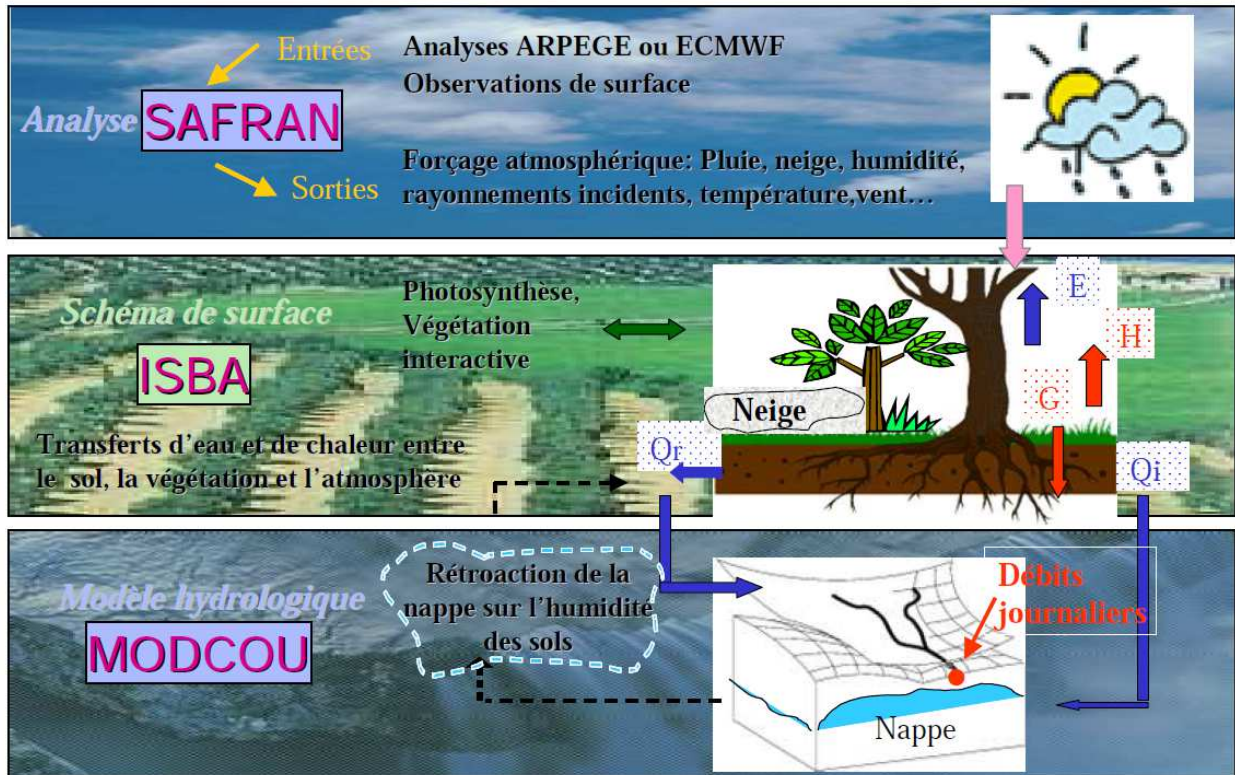 Entrées
Analyses ARPEGE ou ECMWF
Observations de surface
Analyse SAFRAN
Forçage atmosphérique: Pluie, neige, humidité,
rayonnements incidents, température,vent...
Sorties
Schéma de surface
ISBA
Photosynthèse,
Végétation
interactive
Transferts d'eau et de chaleur entre
le sol, la végétation et l'atmosphère
E
H
G
Neige
Qr
Qi
Modèle hydrologique
MODCOU
Rétroaction de la
nappe sur l'humidité
des sols
Débits
journaliers
Nappe